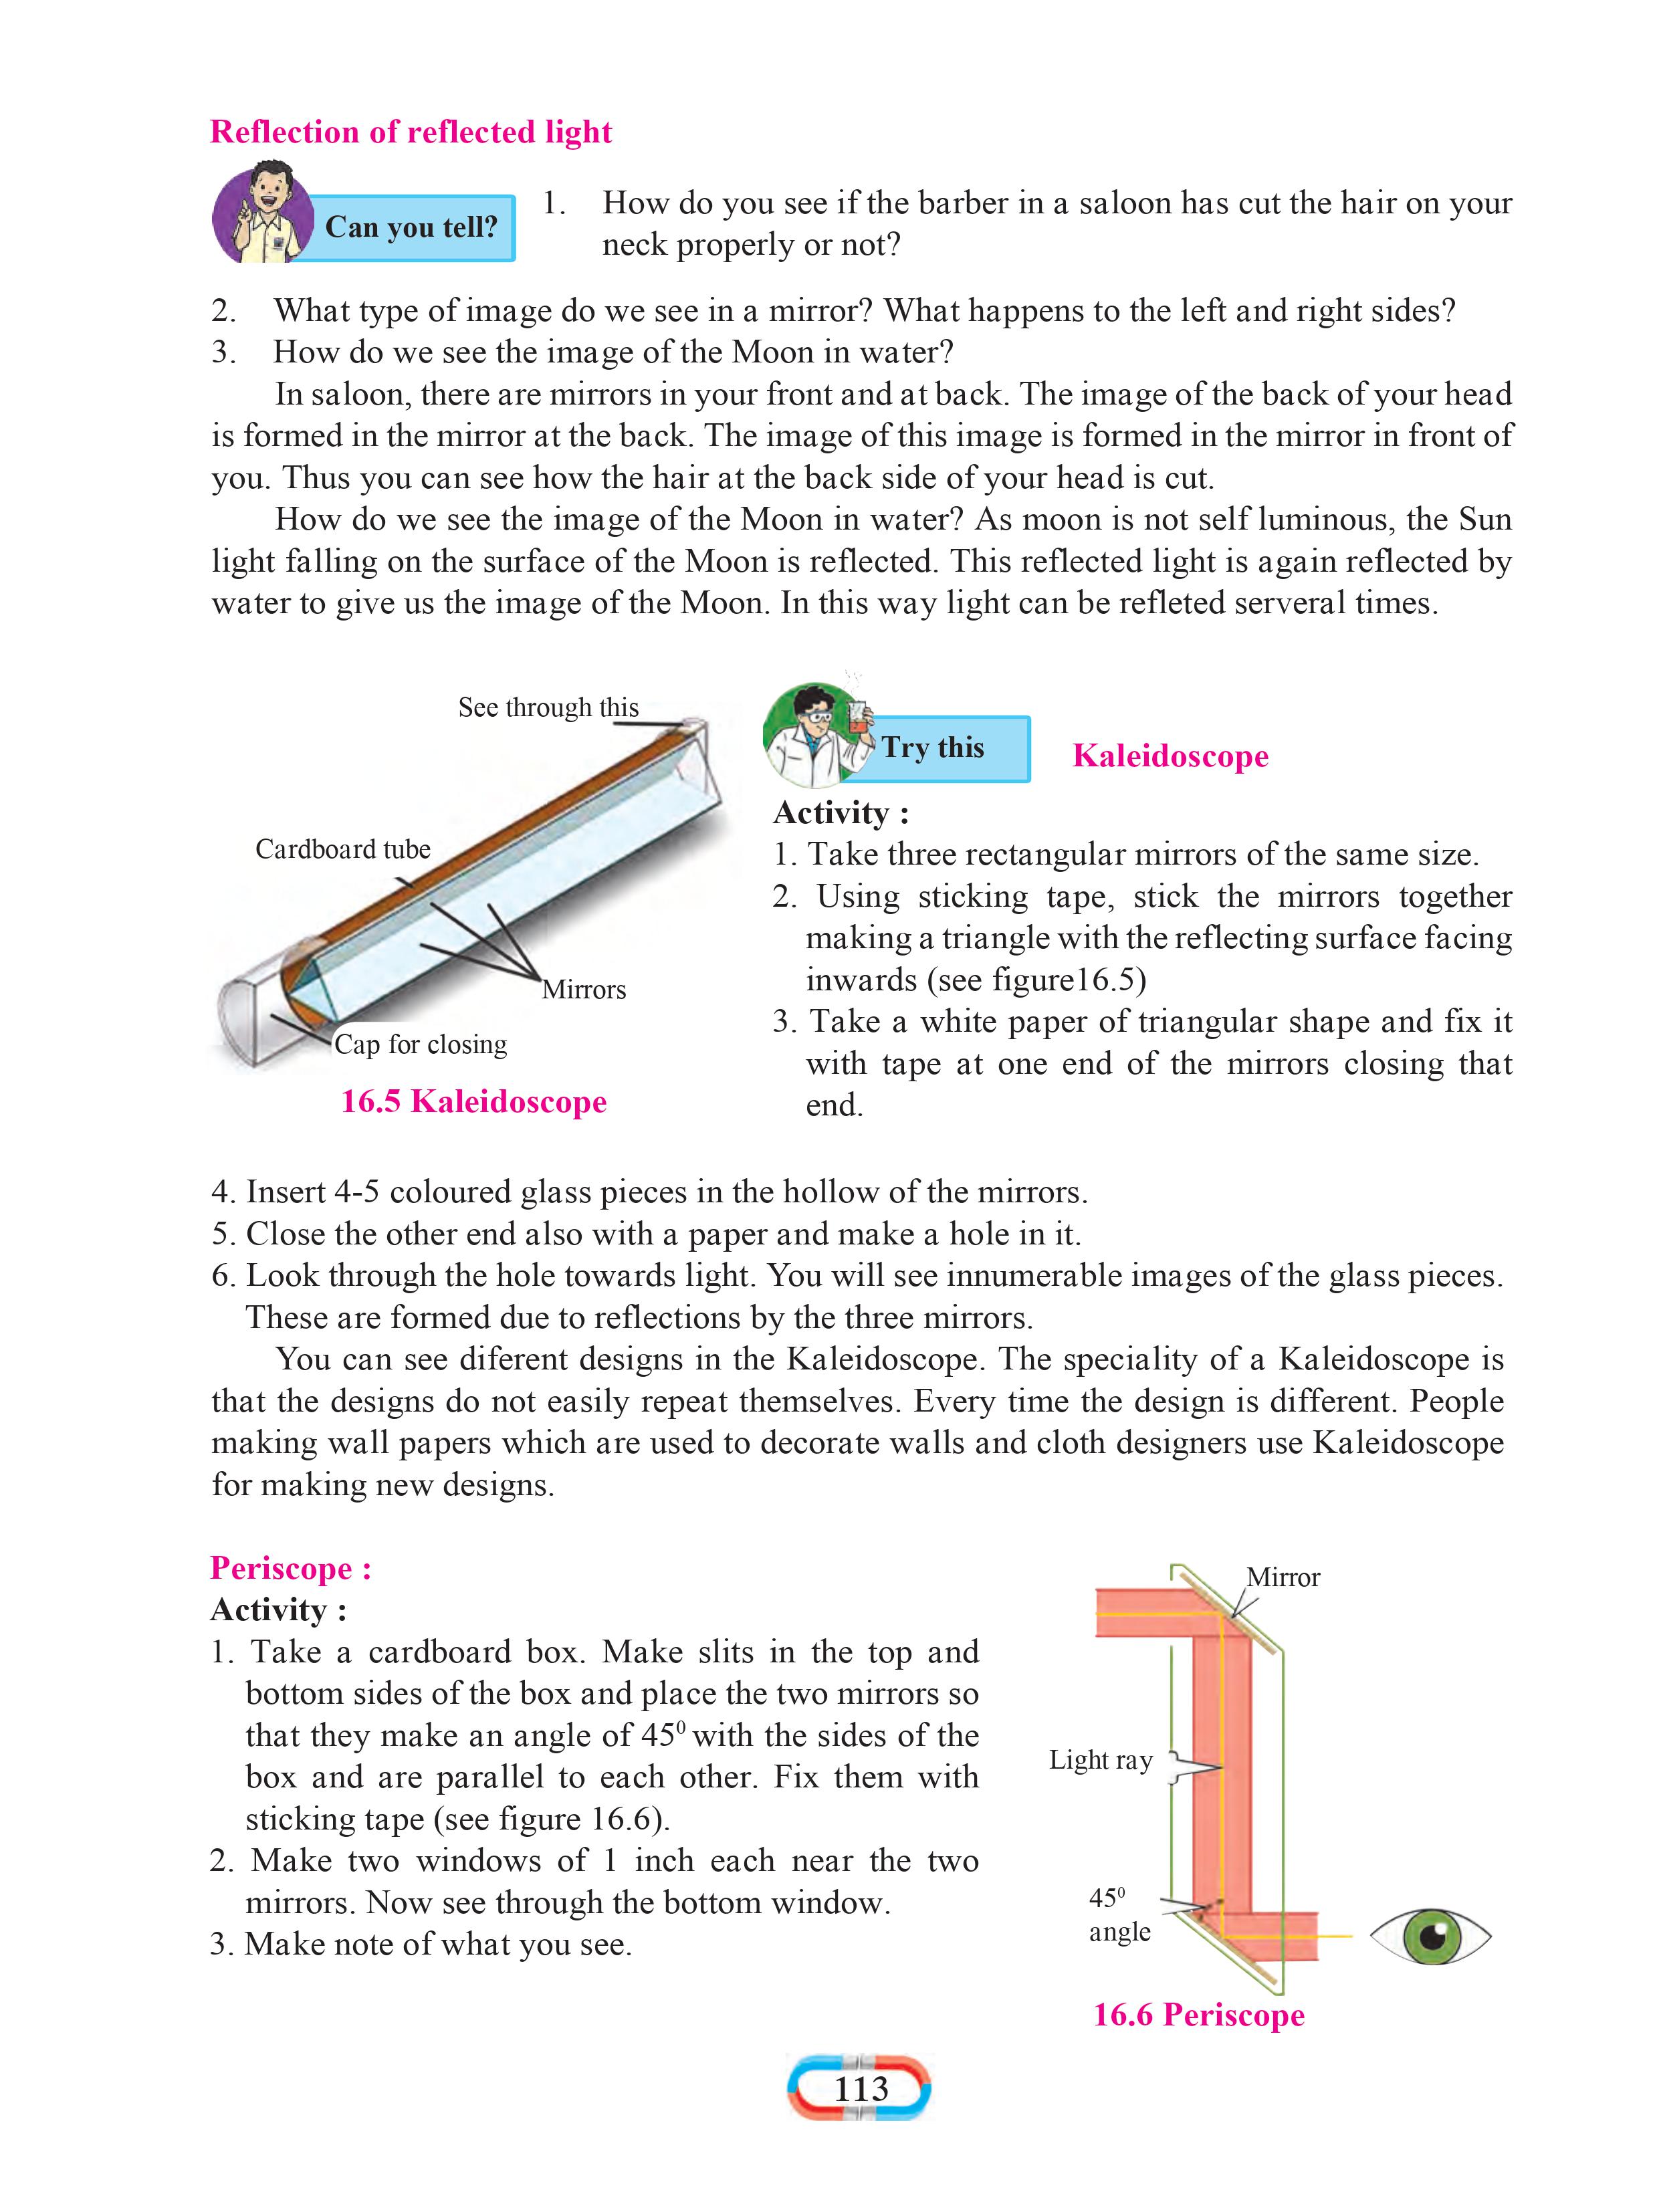 Reflection of reflected light
Can you tell?
1. How do you see if the barber in a saloon has cut the hair on your
neck properly or not?
2. What type of image do we see in a mirror? What happens to the left and right sides?
3. How do we see the image of the Moon in water?
In saloon, there are mirrors in your front and at back. The image of the back of your head
is formed in the mirror at the back. The image of this image is formed in the mirror in front of
you. Thus you can see how the hair at the back side of your head is cut.
How do we see the image of the Moon in water? As moon is not self luminous, the Sun
light falling on the surface of the Moon is reflected. This reflected light is again reflected by
water to give us the image of the Moon. In this way light can be refleted serveral times.
See through this
Cardboard tube
Mirrors
Cap for closing
16.5 Kaleidoscope
Try this
Kaleidoscope
Activity :
1. Take three rectangular mirrors of the same size.
2. Using sticking tape, stick the mirrors together
making a triangle with the reflecting surface facing
inwards (see figure16.5)
3. Take a white paper of triangular shape and fix it
with tape at one end of the mirrors closing that
end.
4. Insert 4-5 coloured glass pieces in the hollow of the mirrors.
5. Close the other end also with a paper and make a hole in it.
6. Look through the hole towards light. You will see innumerable images of the glass pieces.
These are formed due to reflections by the three mirrors.
You can see diferent designs in the Kaleidoscope. The speciality of a Kaleidoscope is
that the designs do not easily repeat themselves. Every time the design is different. People
making wall papers which are used to decorate walls and cloth designers use Kaleidoscope
for making new designs.
Periscope :
Activity :
1. Take a cardboard box. Make slits in the top and
bottom sides of the box and place the two mirrors so
that they make an angle of 45⁰ with the sides of the
box and are parallel to each other. Fix them with
sticking tape (see figure 16.6).
2. Make two windows of 1 inch each near the two
mirrors. Now see through the bottom window.
3. Make note of what you see.
Mirror
Light ray
45⁰
angle
16.6 Periscope
113